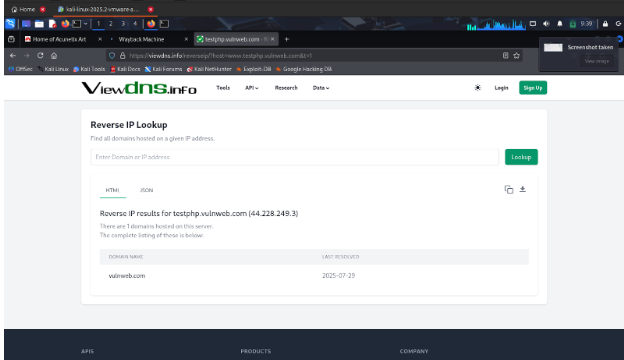 Home
kali-linux-2025.2-vmware-a...
1 2 3 4
9:39
Home of Acunetix Art
Wayback Machine
testphp.vulnweb.com - R
Screenshot taken
View image
https://viewdns.info/reverseip/?host=www.testphp.vulnweb.com&t=1
OffSec Kali Linux Kali Tools Kali Docs Kali Forums Kali NetHunter Exploit-DB Google Hacking DB
ViewDNS.info
Tools API Research Data Login Sign Up
Reverse IP Lookup
Find all domains hosted on a given IP address.
Enter Domain or IP address
Lookup
HTML JSON
Reverse IP results for testphp.vulnweb.com (44.228.249.3)
There are 1 domains hosted on this server.
The complete listing of these is below:
DOMAIN NAME LAST RESOLVED
vulnweb.com 2025-07-29
APIS PRODUCTS COMPANY